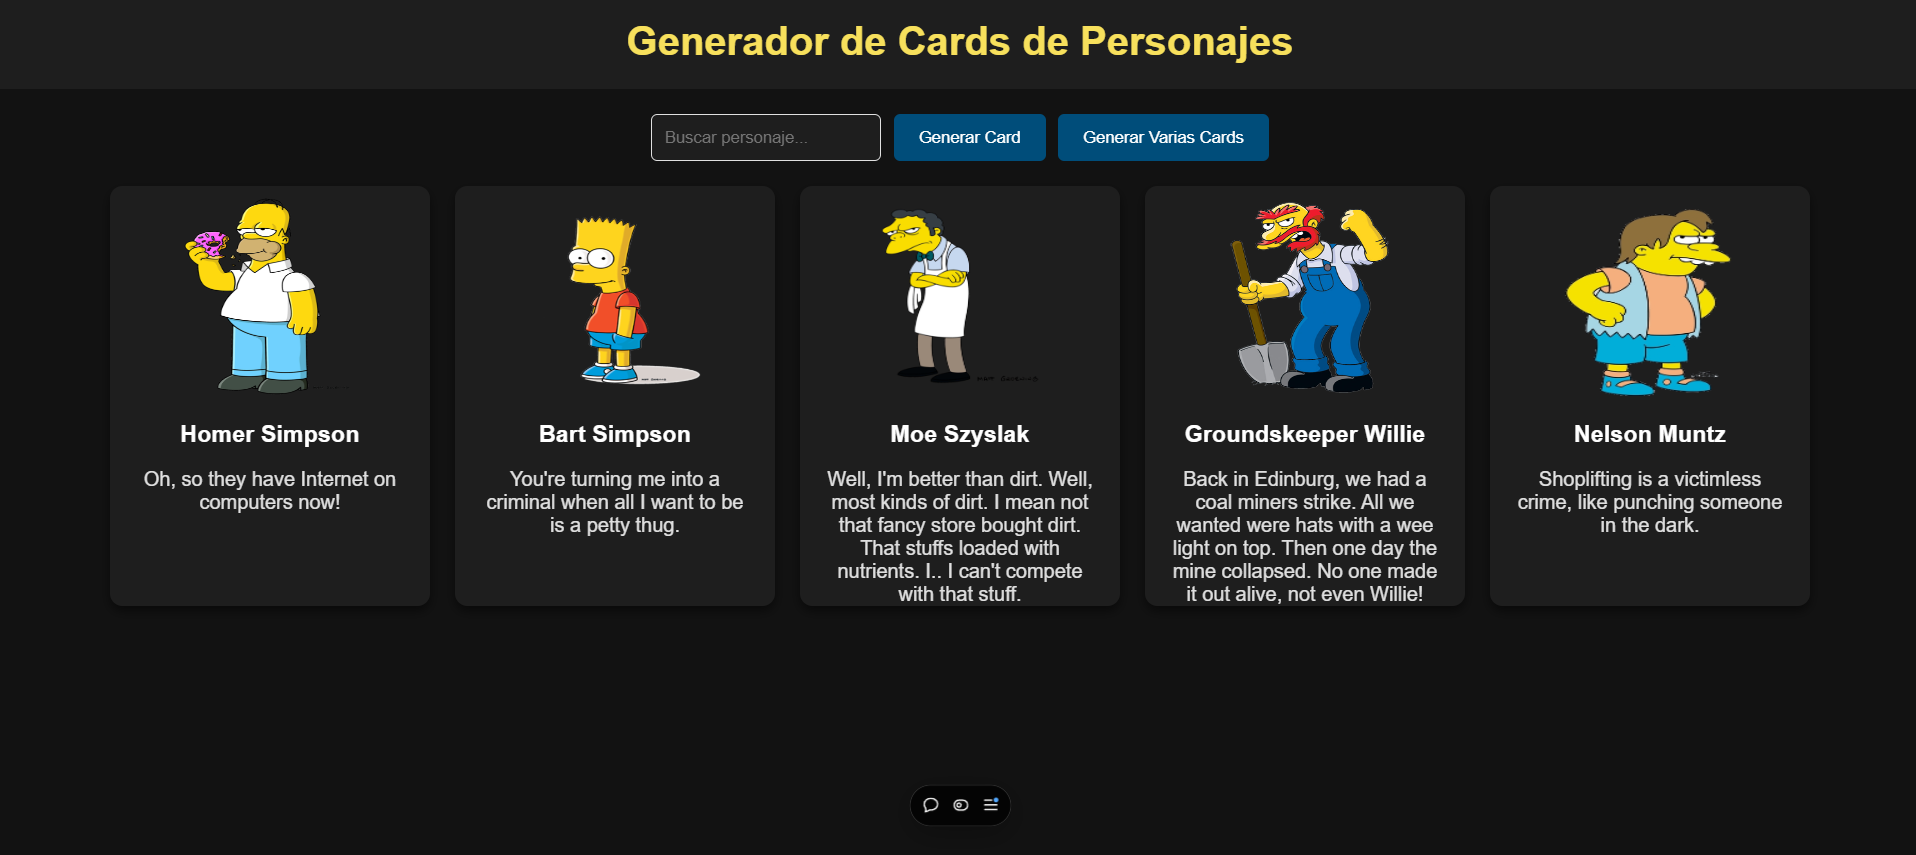 Generador de Cards de Personajes
Buscar personaje...
Generar Card
Generar Varias Cards
Homer Simpson
Oh, so they have Internet on
computers now!
Bart Simpson
You're turning me into a
criminal when all I want to be
is a petty thug.
Moe Szyslak
Well, I'm better than dirt. Well,
most kinds of dirt. I mean not
that fancy store bought dirt.
That stuffs loaded with
nutrients. I.. I can't compete
with that stuff.
Groundskeeper Willie
Back in Edinburg, we had a
coal miners strike. All we
wanted were hats with a wee
light on top. Then one day the
mine collapsed. No one made
it out alive, not even Willie!
Nelson Muntz
Shoplifting is a victimless
crime, like punching someone
in the dark.